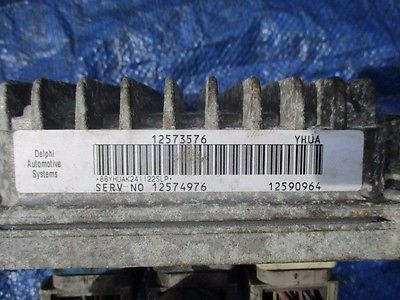 12573576 YHUA
Delphi
Automotive
Systems
*86YHUAK241122SLP*
SERV NO 12574976 12590964